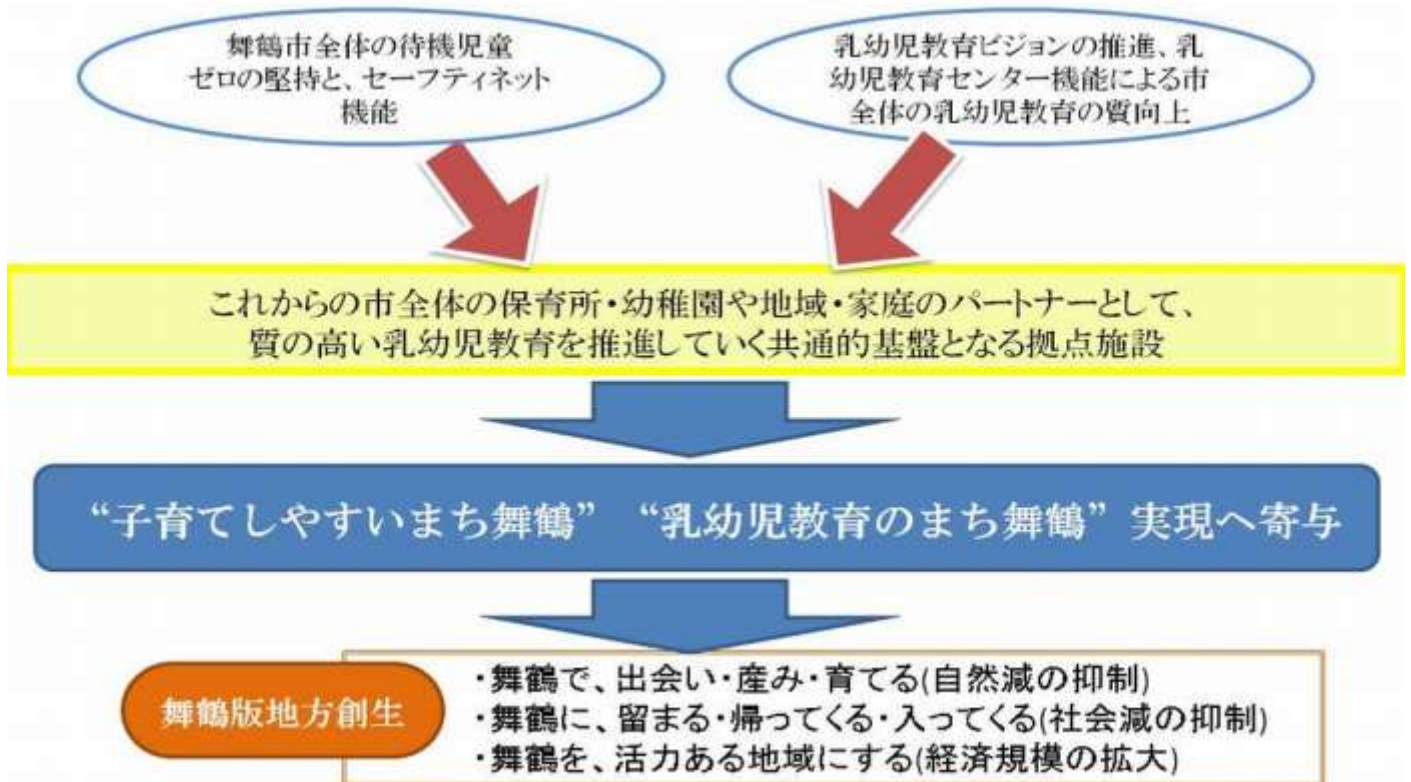 舞鶴市全体の待機児童
ゼロの堅持と、セーフティネット
機能
乳幼児教育ビジョンの推進、乳
幼児教育センター機能による市
全体の乳幼児教育の質向上
これからの市全体の保育所・幼稚園や地域・家庭のパートナーとして、
質の高い乳幼児教育を推進していく共通的基盤となる拠点施設
“子育てしやすいまち舞鶴” “乳幼児教育のまち舞鶴” 実現へ寄与
舞鶴版地方創生
・舞鶴で、出会い・産み・育てる(自然減の抑制)
・舞鶴に、留まる・帰ってくる・入ってくる(社会減の抑制)
・舞鶴を、活力ある地域にする(経済規模の拡大)